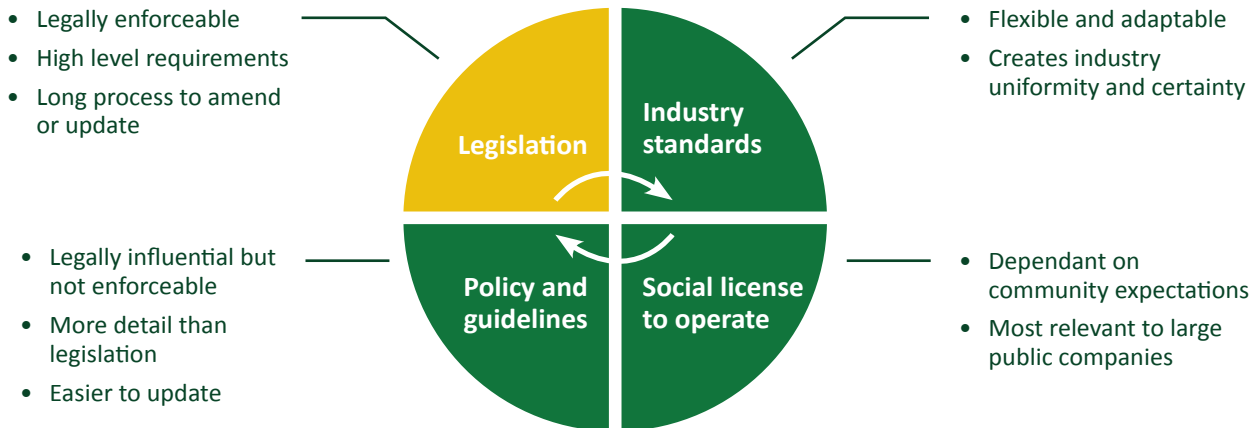 • Legally enforceable
• High level requirements
• Long process to amend
or update
Legislation
Industry
standards
• Flexible and adaptable
• Creates industry
uniformity and certainty
• Legally influential but
not enforceable
• More detail than
legislation
• Easier to update
Policy and
guidelines
Social license
to operate
• Dependant on
community expectations
• Most relevant to large
public companies